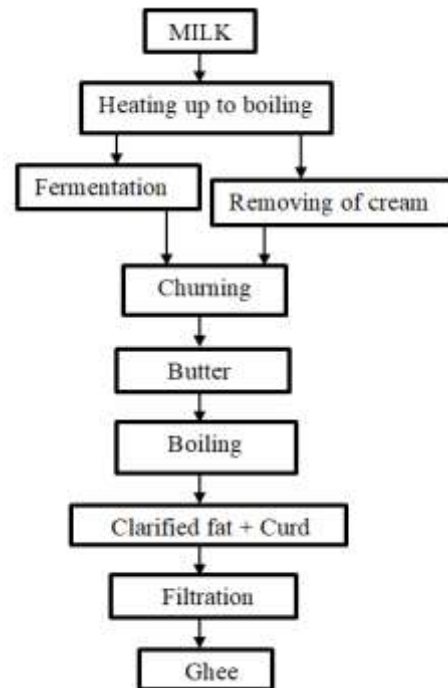 MILK
Heating up to boiling
Fermentation
Removing of cream
Churning
Butter
Boiling
Clarified fat + Curd
Filtration
Ghee